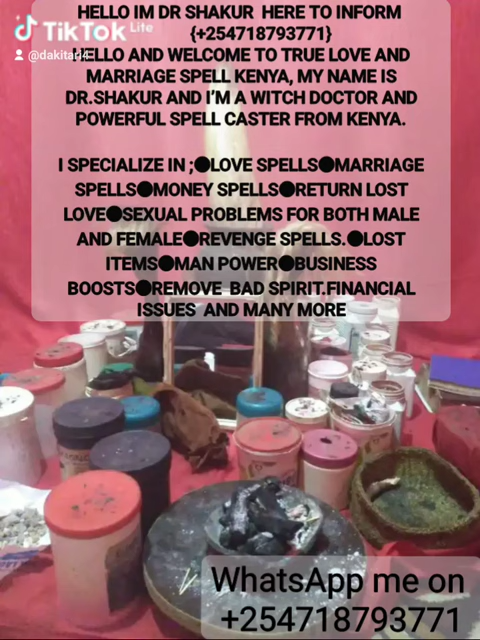 HELLO IM DR SHAKUR HERE TO INFORM
{+254718793771}
TikTok Lite
HELLO AND WELCOME TO TRUE LOVE AND
@dakitari4
MARRIAGE SPELL KENYA, MY NAME IS
DR.SHAKUR AND I'M A WITCH DOCTOR AND
POWERFUL SPELL CASTER FROM KENYA.
I SPECIALIZE IN ;●LOVE SPELLS●MARRIAGE
SPELLS●MONEY SPELLS●RETURN LOST
LOVE●SEXUAL PROBLEMS FOR BOTH MALE
AND FEMALE●REVENGE SPELLS.●LOST
ITEMS●MAN POWER●BUSINESS
BOOSTS●REMOVE BAD SPIRIT.FINANCIAL
ISSUES AND MANY MORE
WhatsApp me on
+254718793771